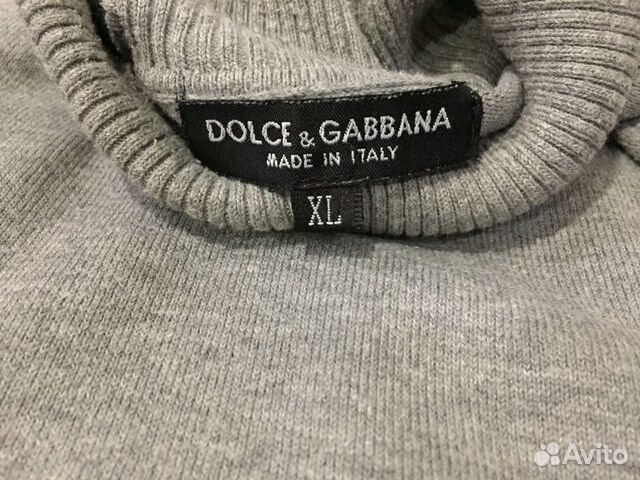 DOLCE & GABBANA
MADE IN ITALY
XL
Avito